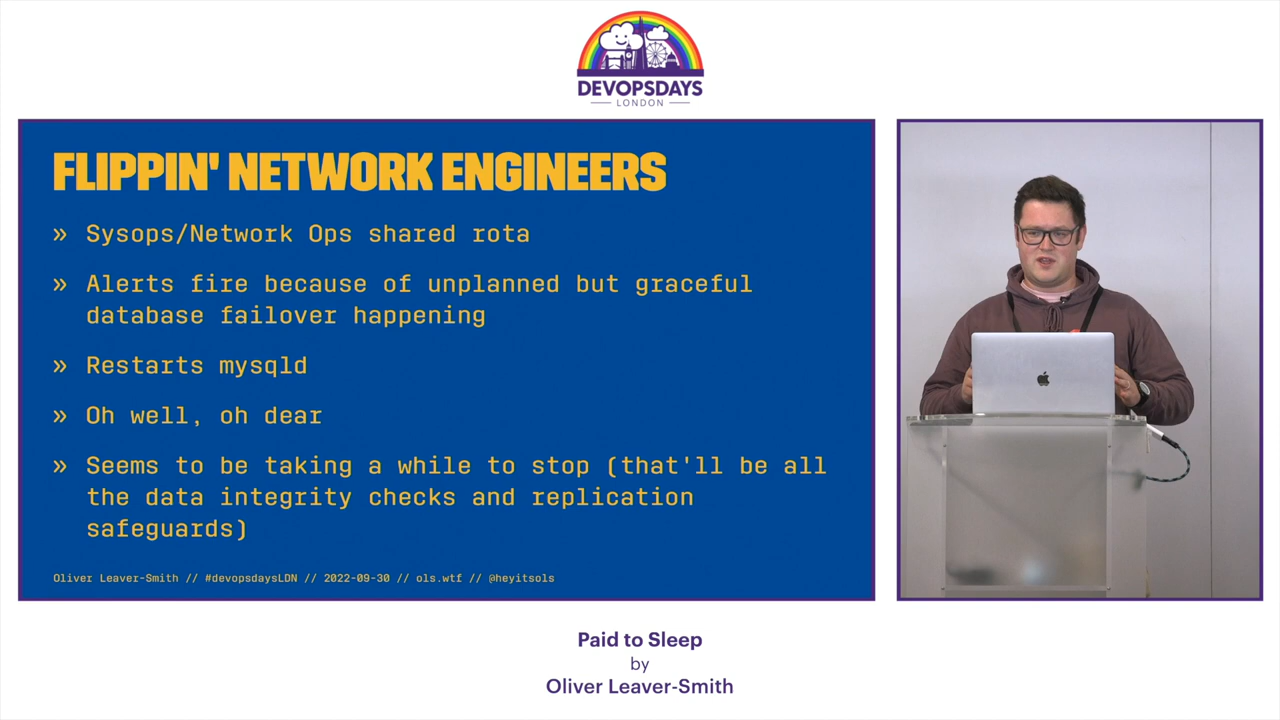 DEVOPSDAYS
LONDON
FLIPPIN' NETWORK ENGINEERS
» Sysops/Network Ops shared rota
» Alerts fire because of unplanned but graceful
database failover happening
» Restarts mysqld
» Oh well, oh dear
» Seems to be taking a while to stop (that'll be all
the data integrity checks and replication
safeguards)
Oliver Leaver-Smith // #devopsdaysLDN // 2022-09-30 // ols.wtf // @heyitsols
Paid to Sleep
by
Oliver Leaver-Smith